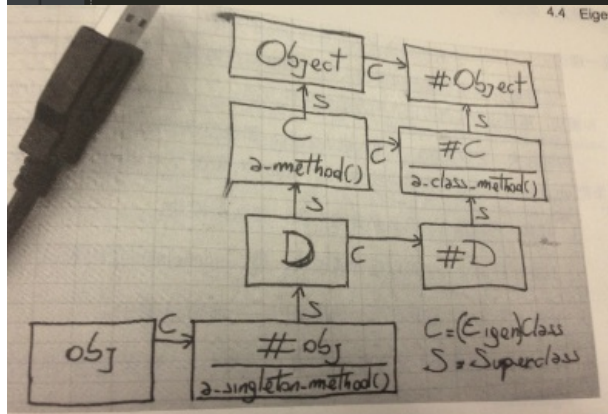 4.4 Eige
Object
C
#Object
S
S
C
a-method()
C
#C
a-class-method()
S
S
D
C
#D
S
obj
C
#obj
a-singleton-method()
C=(Eigen)Class
S=Superclass